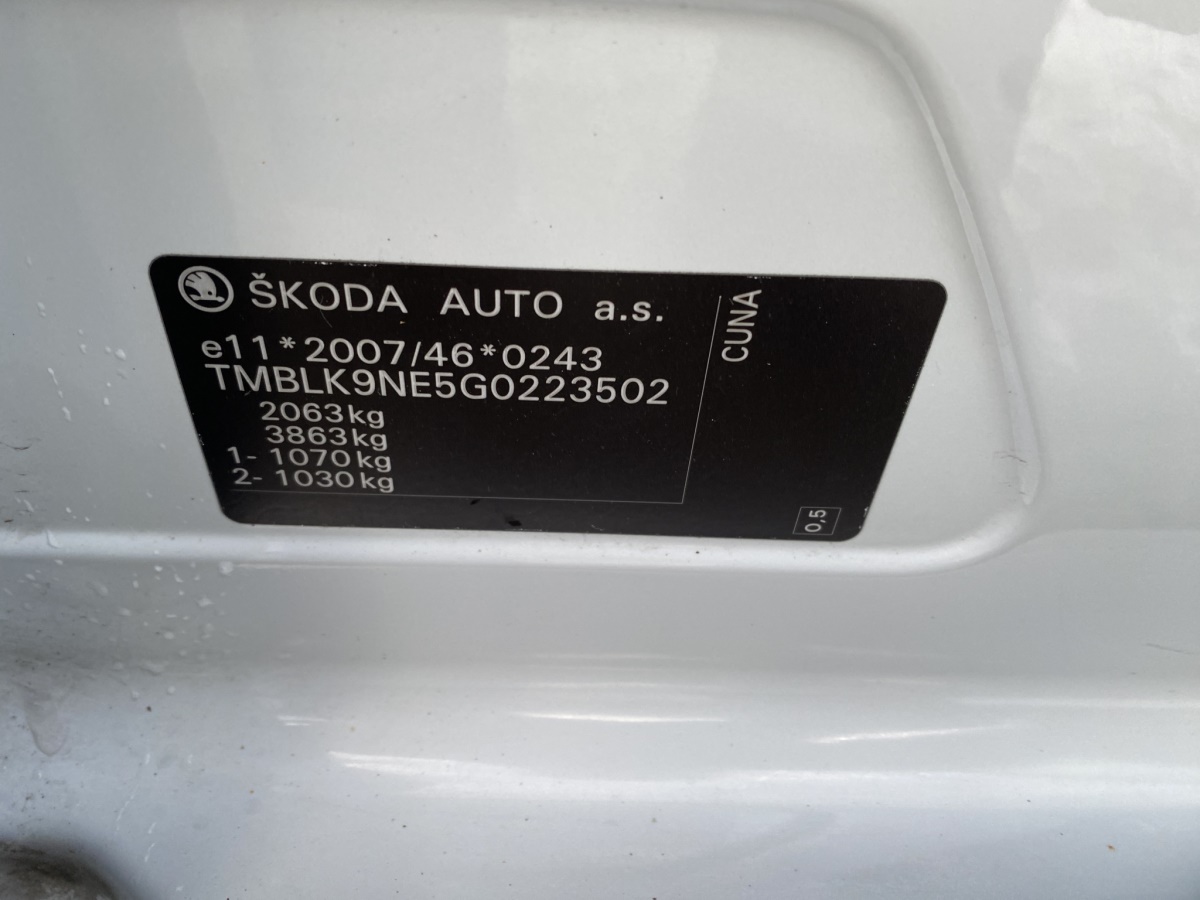 ŠKODA AUTO a.s.
e11*2007/46*0243
TMBLK9NE5G0223502
2063kg
3863kg
1- 1070kg
2- 1030kg
CUNA
0,5